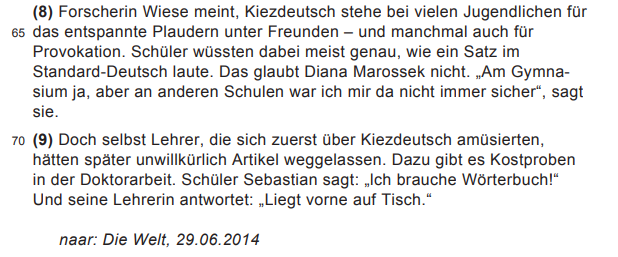 (8) Forscherin Wiese meint, Kiezdeutsch stehe bei vielen Jugendlichen für
65 das entspannte Plaudern unter Freunden – und manchmal auch für
Provokation. Schüler wüssten dabei meist genau, wie ein Satz im
Standard-Deutsch laute. Das glaubt Diana Marossek nicht. „Am Gymna-
sium ja, aber an anderen Schulen war ich mir da nicht immer sicher“, sagt
sie.
70 (9) Doch selbst Lehrer, die sich zuerst über Kiezdeutsch amüsierten,
hätten später unwillkürlich Artikel weggelassen. Dazu gibt es Kostproben
in der Doktorarbeit. Schüler Sebastian sagt: „Ich brauche Wörterbuch!“
Und seine Lehrerin antwortet: „Liegt vorne auf Tisch.“
naar: Die Welt, 29.06.2014